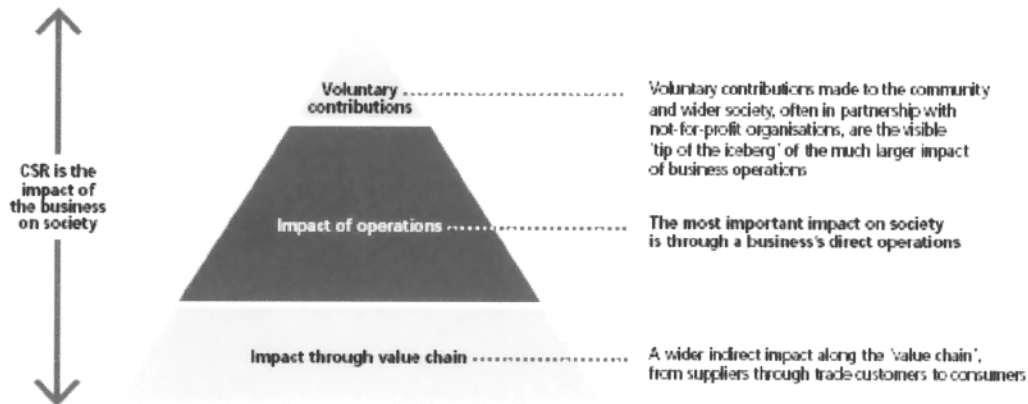 Voluntary
contributions
Voluntary contributions made to the community
and wider society, often in partnership with
not-for-profit organisations, are the visible
'tip of the iceberg' of the much larger impact
of business operations
CSR is the
impact of
the business
on society
Impact of operations
The most important impact on society
is through a business's direct operations
Impact through value chain
A wider indirect impact along the 'value chain',
from suppliers through trade customers to consumers